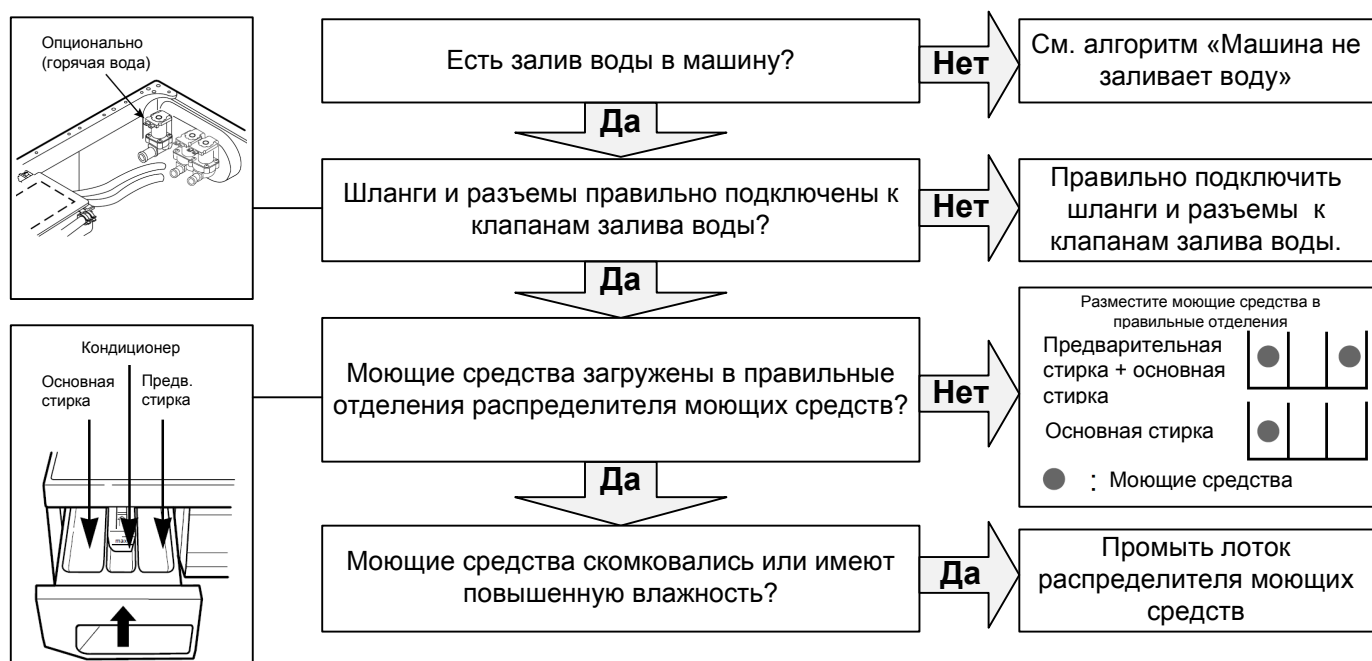 Опционально
(горячая вода)
Есть залив воды в машину?
Нет
См. алгоритм «Машина не
заливает воду»
Да
Шланги и разъемы правильно подключены к
клапанам залива воды?
Нет
Правильно подключить
шланги и разъемы к
клапанам залива воды.
Да
Кондиционер
Основная
стирка
Предв.
стирка
Моющие средства загружены в правильные
отделения распределителя моющих средств?
Нет
Разместите моющие средства в
правильные отделения
Предварительная
стирка + основная
стирка
Основная стирка
: Моющие средства
Да
Моющие средства скомковались или имеют
повышенную влажность?
Да
Промыть лоток
распределителя моющих
средств
max